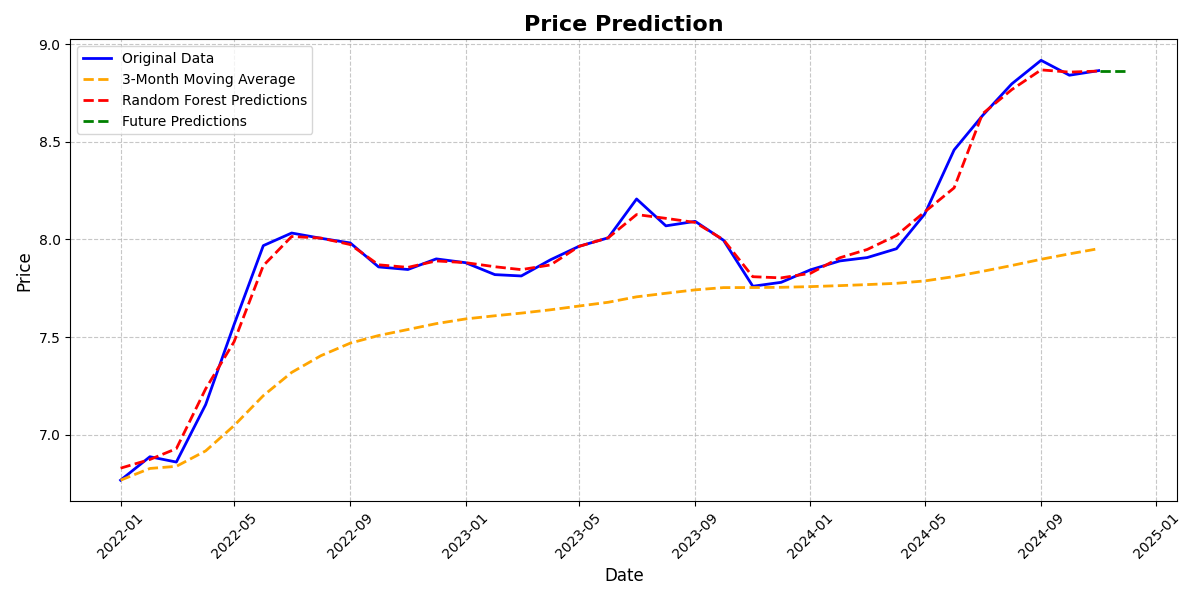 Price Prediction
Original Data
3-Month Moving Average
Random Forest Predictions
Future Predictions
Price
9.0
8.5
8.0
7.5
7.0
2022-01
2022-05
2022-09
2023-01
2023-05
2023-09
2024-01
2024-05
2024-09
2025-01
Date